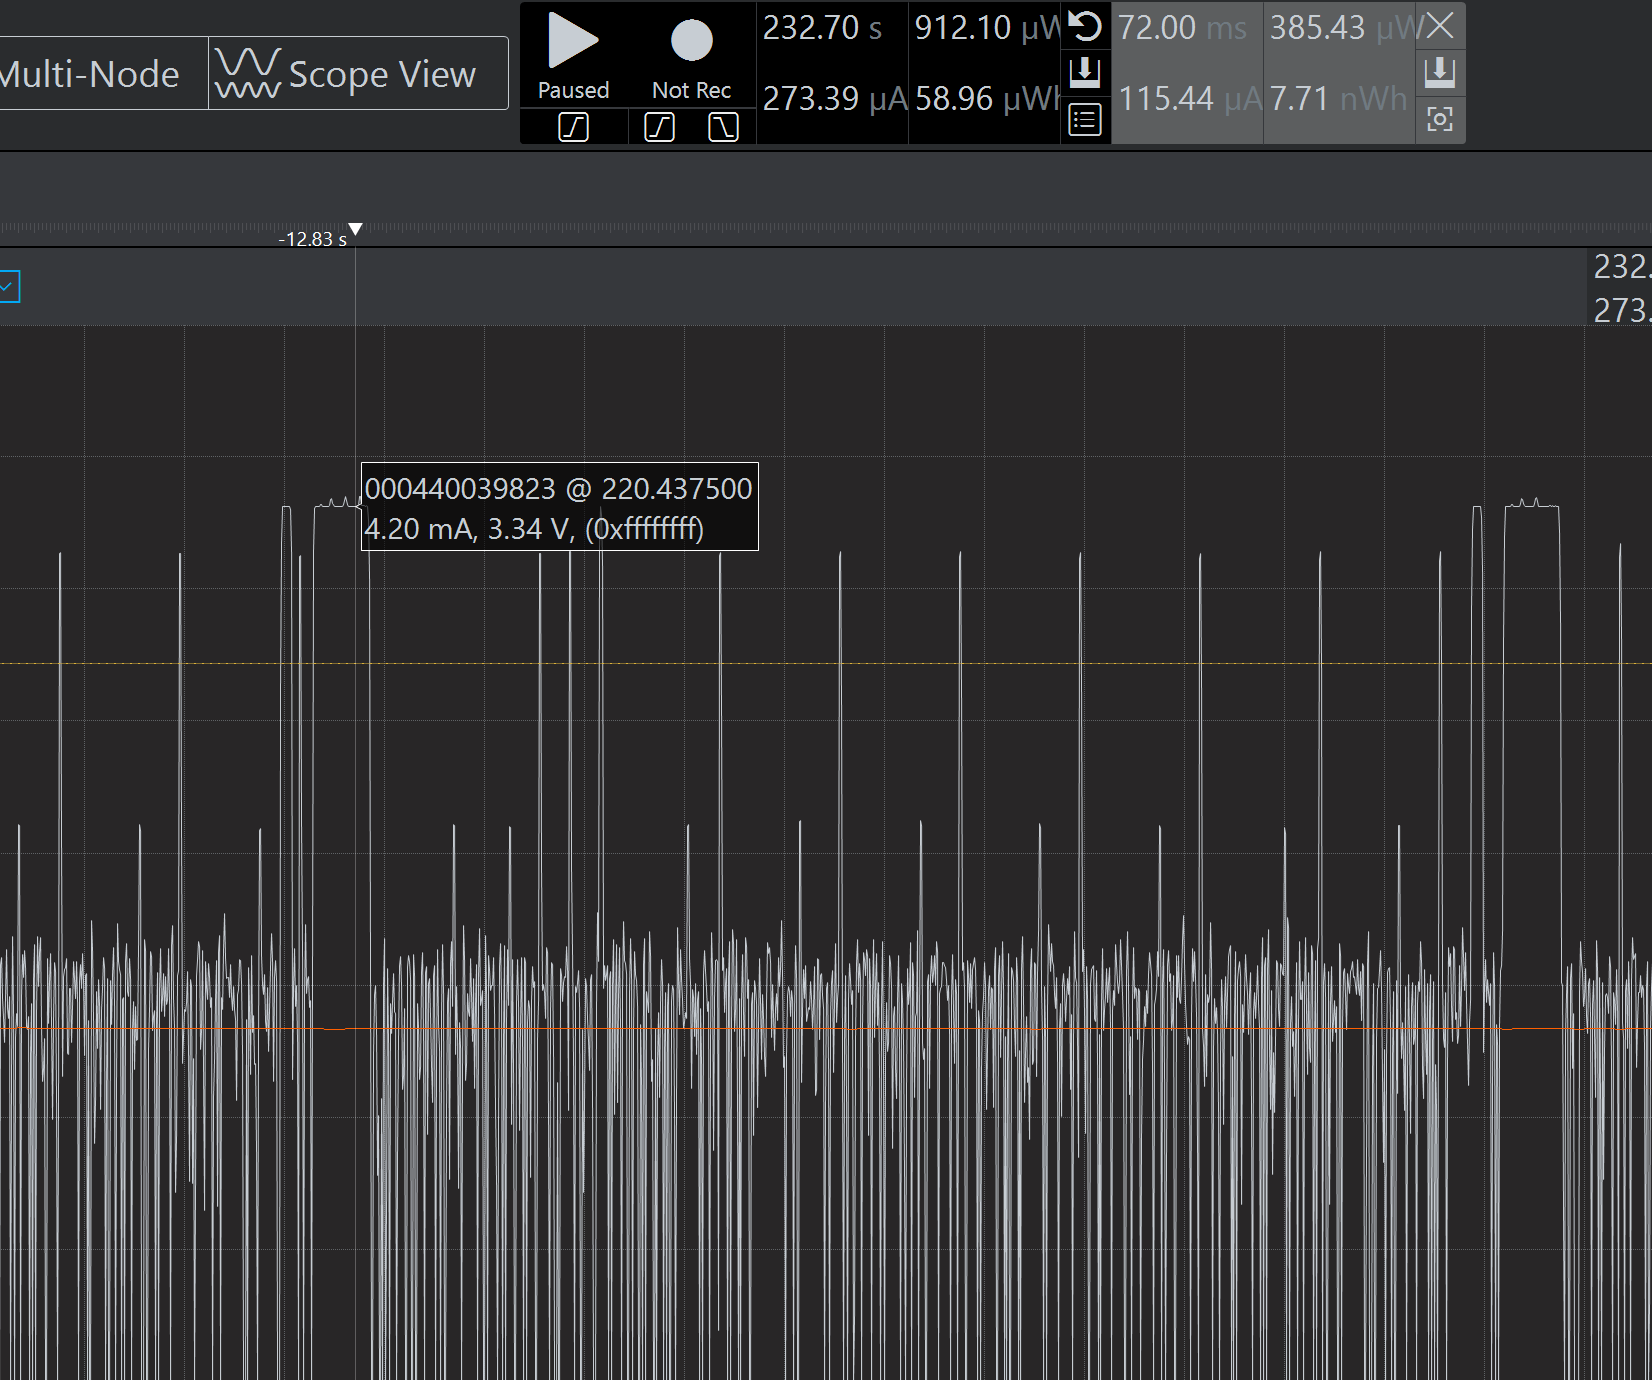 Multi-Node
Scope View
Paused
Not Rec
232.70 s
912.10 µW
273.39 µA
58.96 µWh
72.00 ms
385.43 µW
115.44 µA
7.71 nWh
-12.83 s
232.
273.
000440039823 @ 220.437500
4.20 mA, 3.34 V, (0xffffffff)